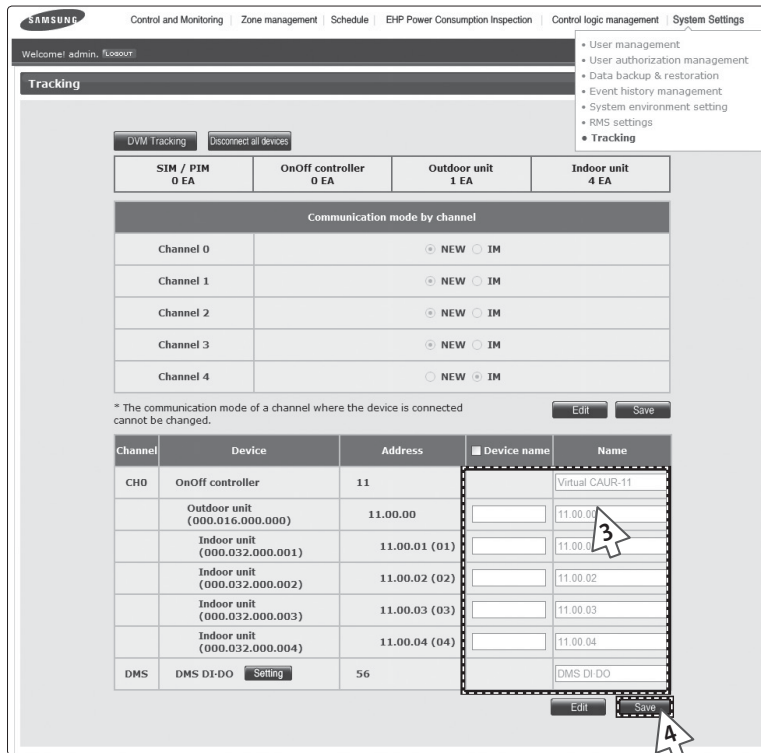 SAMSUNG
Control and Monitoring | Zone management | Schedule | EHP Power Consumption Inspection | Control logic management | System Settings
Welcome! admin. LOGOUT
• User management
• User authorization management
• Data backup & restoration
• Event history management
• System environment setting
• RMS settings
• Tracking
Tracking
DVM Tracking Disconnect all devices
SIM / PIM OnOff controller Outdoor unit Indoor unit
0 EA 0 EA 1 EA 4 EA
Communication mode by channel
Channel 0 NEW IM
Channel 1 NEW IM
Channel 2 NEW IM
Channel 3 NEW IM
Channel 4 NEW IM
* The communication mode of a channel where the device is connected
cannot be changed.
Edit Save
Channel Device Address Device name Name
CH0 OnOff controller 11 Virtual CAUR-11
Outdoor unit
(000.016.000.000) 11.00.00 11.00.00
3
Indoor unit
(000.032.000.001) 11.00.01 (01)
Indoor unit
(000.032.000.002) 11.00.02 (02) 11.00.02
Indoor unit
(000.032.000.003) 11.00.03 (03) 11.00.03
Indoor unit
(000.032.000.004) 11.00.04 (04) 11.00.04
DMS DMS DI-DO Setting 56 DMS DI-DO
Edit Save
4